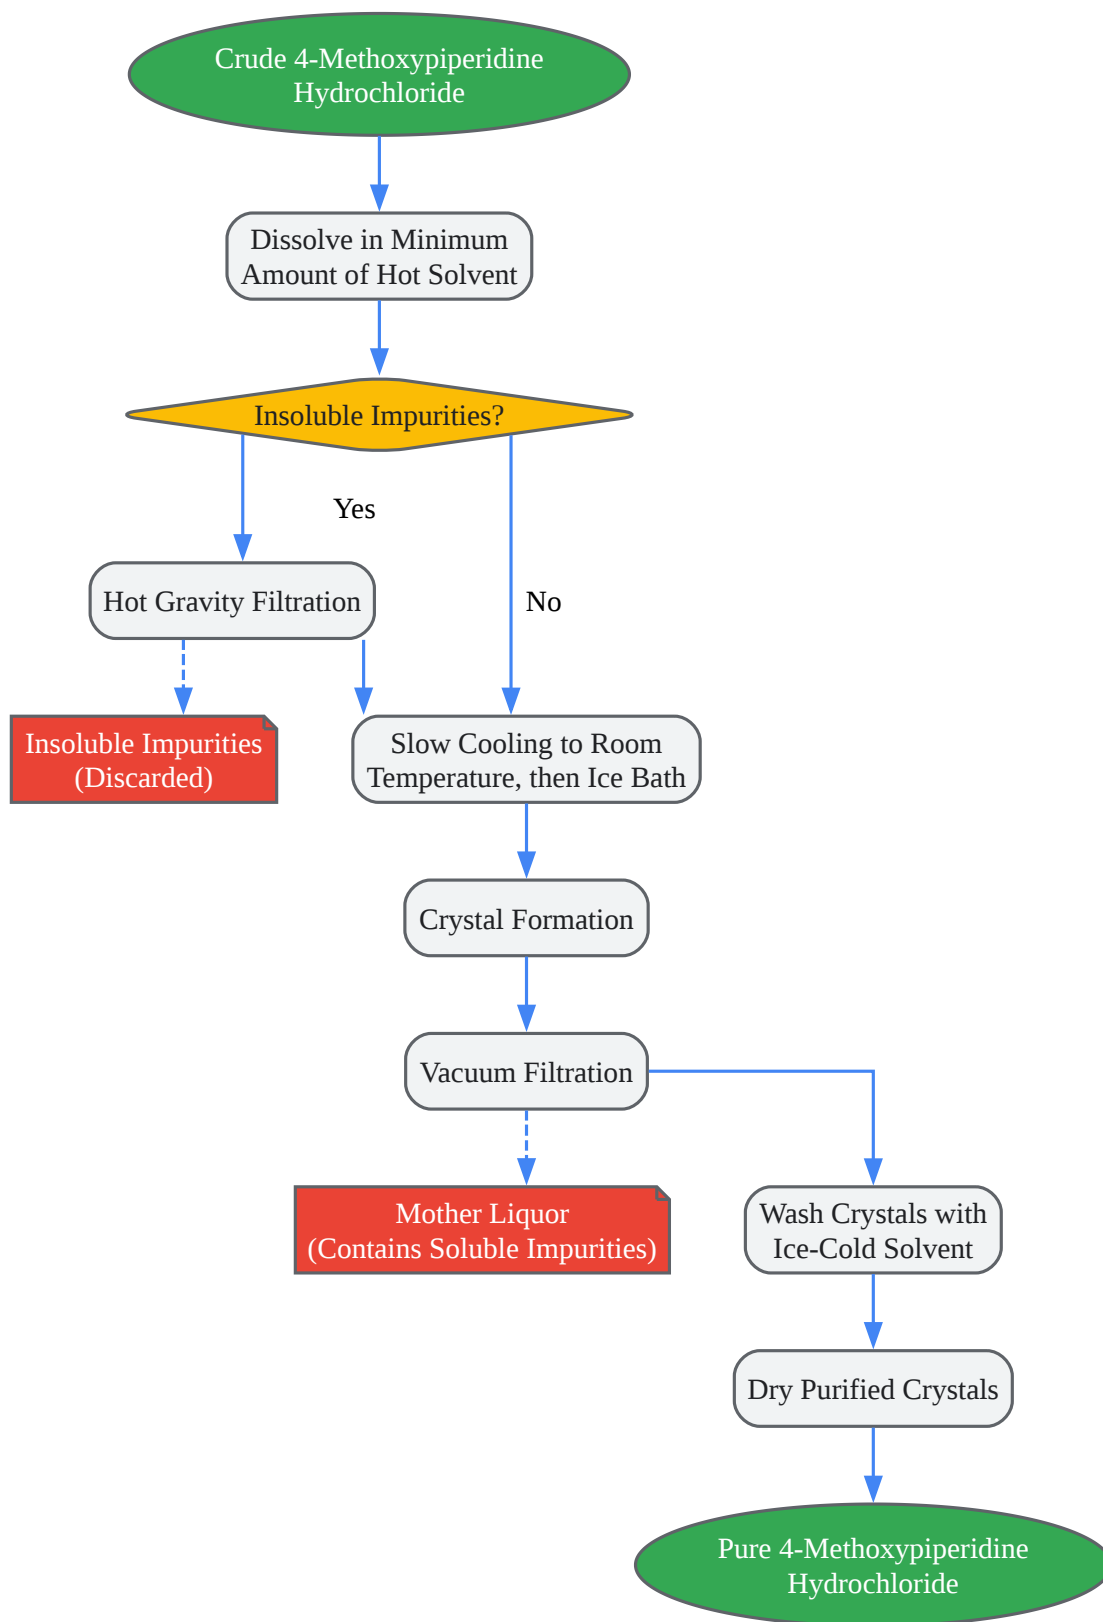 Crude 4-Methoxypiperidine
Hydrochloride
Dissolve in Minimum
Amount of Hot Solvent
Insoluble Impurities?
Yes
Hot Gravity Filtration
No
Insoluble Impurities
(Discarded)
Slow Cooling to Room
Temperature, then Ice Bath
Crystal Formation
Vacuum Filtration
Mother Liquor
(Contains Soluble Impurities)
Wash Crystals with
Ice-Cold Solvent
Dry Purified Crystals
Pure 4-Methoxypiperidine
Hydrochloride